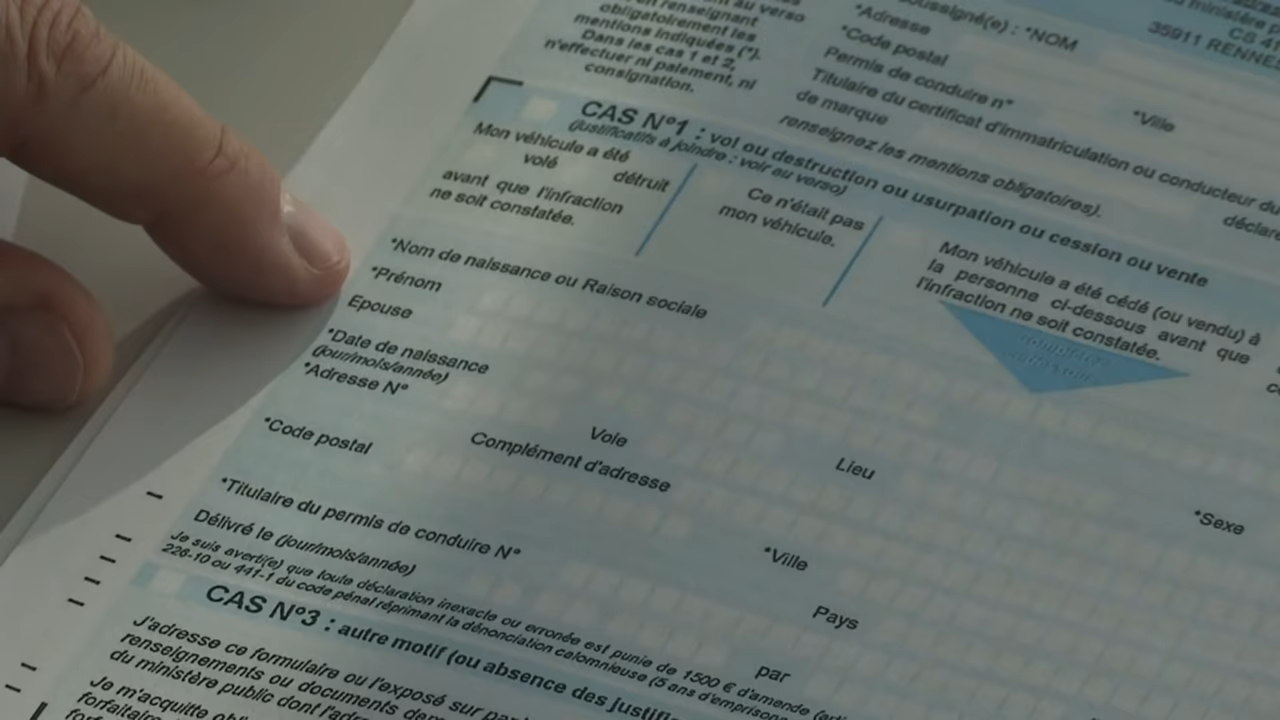 au verso
en renseignant
obligatoirement les
mentions indiquées (*).
Dans les cas 1 et 2,
n'effectuer ni paiement, ni
consignation.
soussigné(e) : *NOM
*Adresse
*Code postal
*Ville
Permis de conduire n°
Titulaire du certificat d'immatriculation ou conducteur du
de marque
renseignez les mentions obligatoires).
ministère
35911 RENNES
CAS N°1 : vol ou destruction ou usurpation ou cession ou vente
(justificatifs à joindre : voir au verso)
Mon véhicule a été
volé détruit
avant que l'infraction
ne soit constatée.
Ce n'était pas
mon véhicule.
Mon véhicule a été cédé (ou vendu) à
la personne ci-dessous avant que
l'infraction ne soit constatée.
*Nom de naissance ou Raison sociale
*Prénom
Epouse
*Date de naissance
(jour/mois/année)
*Sexe
*Adresse N°
Voie
Lieu
Complément d'adresse
*Code postal
*Ville
Pays
*Titulaire du permis de conduire N°
Délivré le (jour/mois/année)
par
Je suis averti(e) que toute déclaration inexacte ou erronée est punie de 1500 € d'amende
226-10 ou 441-1 du code pénal réprimant la dénonciation calomnieuse (5 ans
CAS N°3 : autre motif (ou absence des
J'adresse ce formulaire ou l'exposé sur
renseignements ou documents
du ministère public dont
Je m'acquitte
forfaitaire